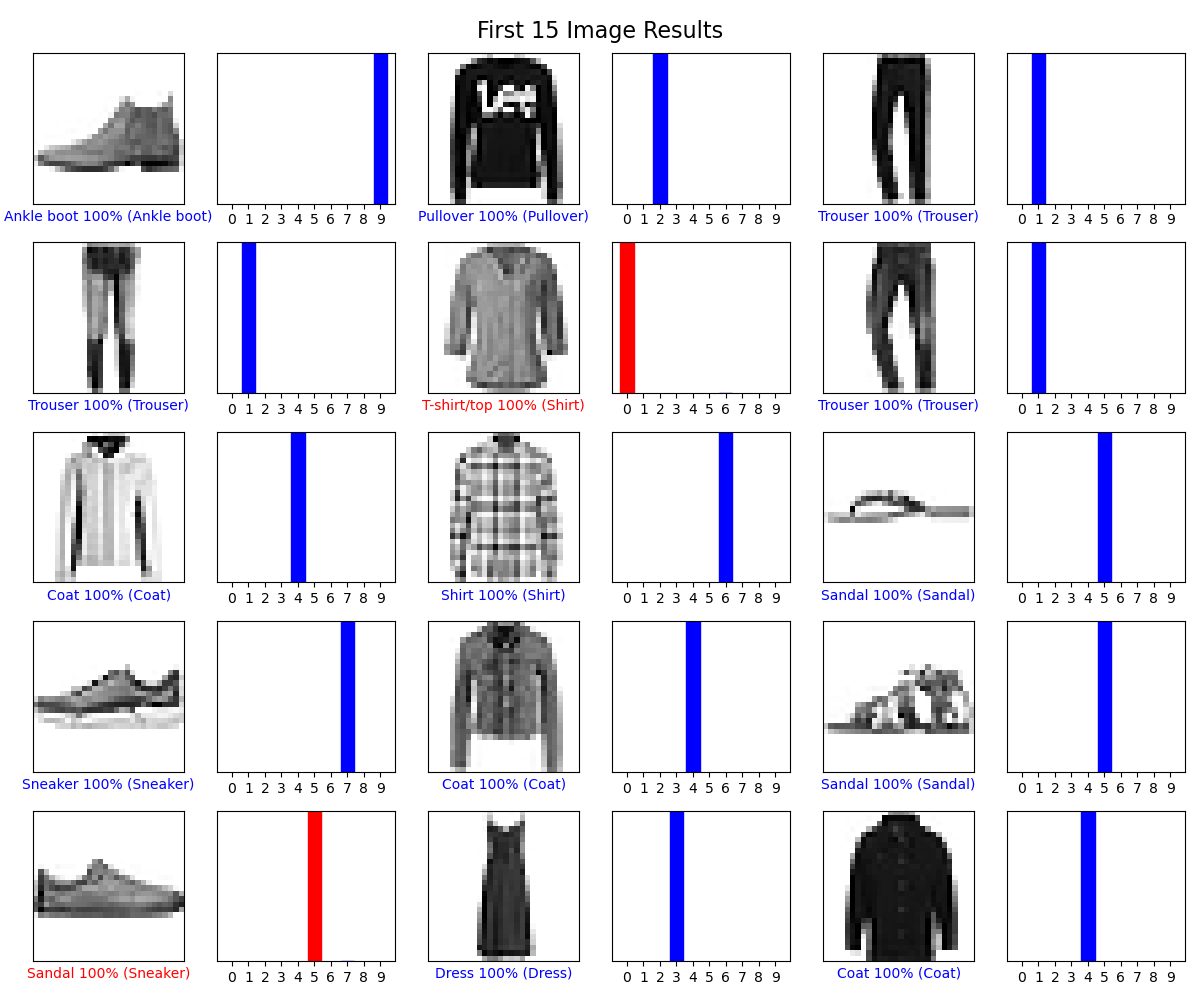 First 15 Image Results
Lee
0 1 2 3 4 5 6 7 8 9 0 1 2 3 4 5 6 7 8 9 0 1 2 3 4 5 6 7 8 9
Ankle boot 100% (Ankle boot) Pullover 100% (Pullover) Trouser 100% (Trouser)
0 1 2 3 4 5 6 7 8 9 0 1 2 3 4 5 6 7 8 9 0 1 2 3 4 5 6 7 8 9
Trouser 100% (Trouser) T-shirt/top 100% (Shirt) Trouser 100% (Trouser)
0 1 2 3 4 5 6 7 8 9 0 1 2 3 4 5 6 7 8 9 0 1 2 3 4 5 6 7 8 9
Coat 100% (Coat) Shirt 100% (Shirt) Sandal 100% (Sandal)
0 1 2 3 4 5 6 7 8 9 0 1 2 3 4 5 6 7 8 9 0 1 2 3 4 5 6 7 8 9
Sneaker 100% (Sneaker) Coat 100% (Coat) Sandal 100% (Sandal)
0 1 2 3 4 5 6 7 8 9 0 1 2 3 4 5 6 7 8 9 0 1 2 3 4 5 6 7 8 9
Sandal 100% (Sneaker) Dress 100% (Dress) Coat 100% (Coat)